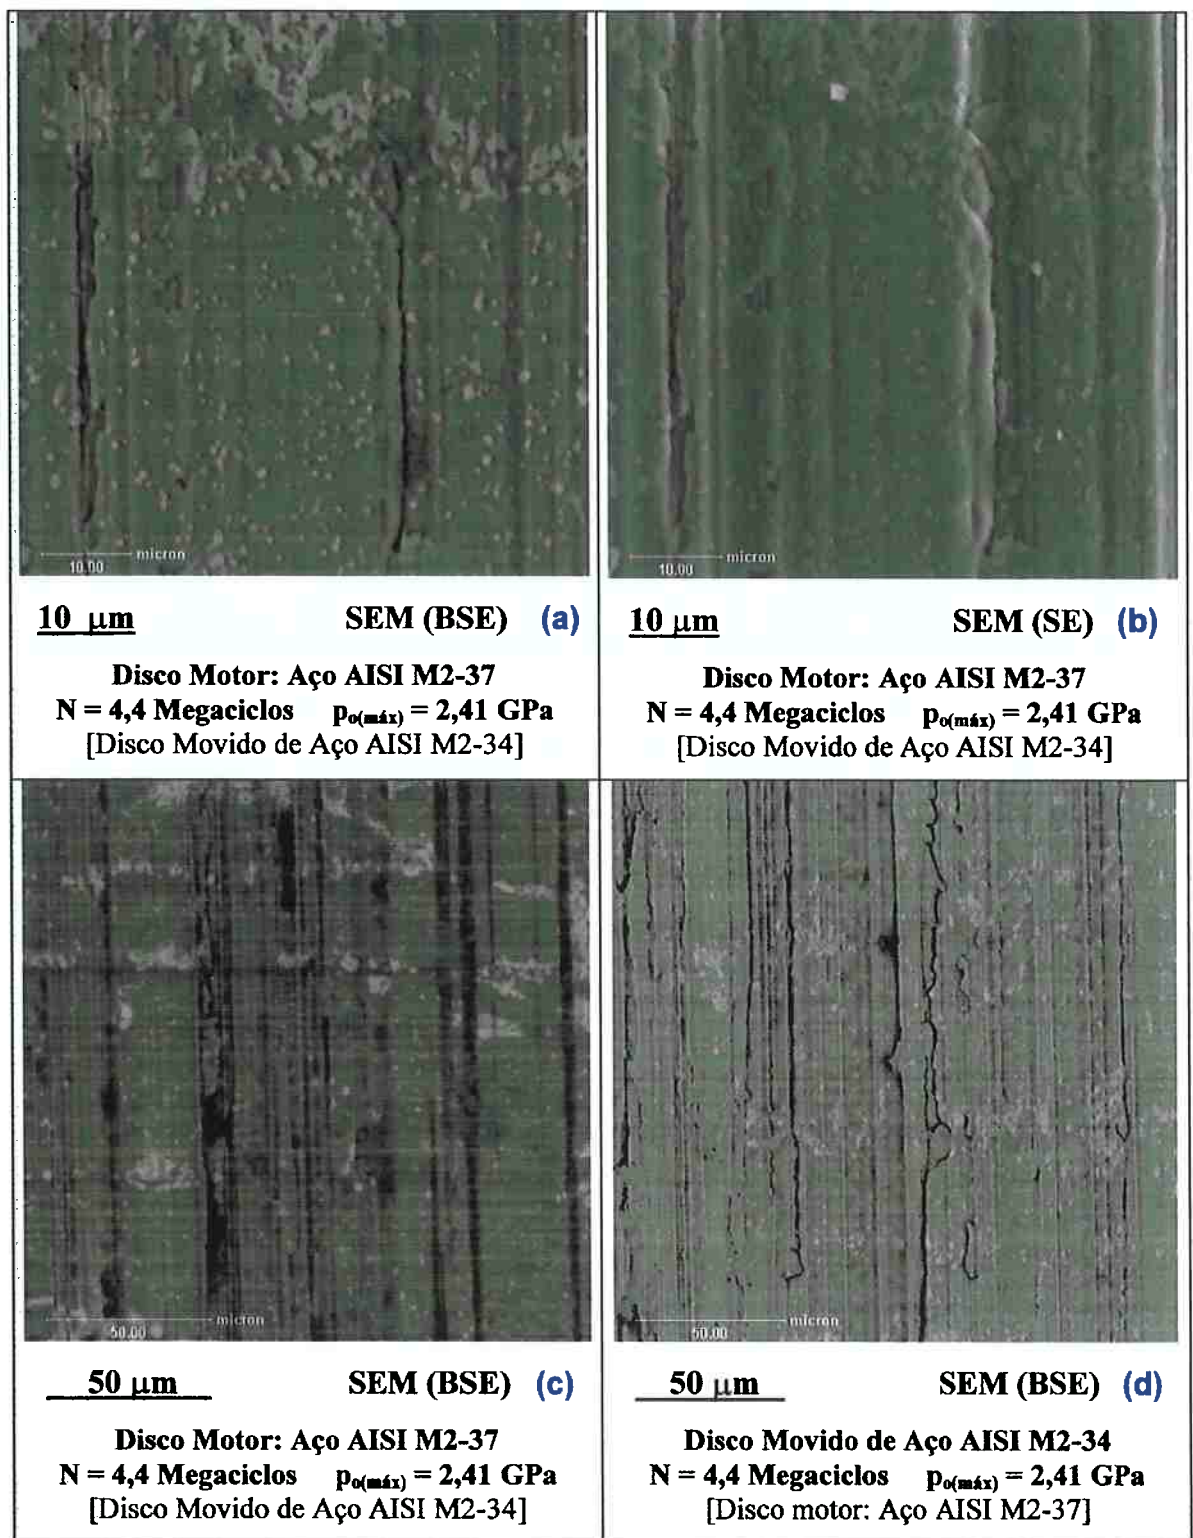 micron
10.00
micron
10.00
10 µm SEM (BSE) (a)
Disco Motor: Aço AISI M2-37
N = 4,4 Megaciclos p₀(máx) = 2,41 GPa
[Disco Movido de Aço AISI M2-34]
10 µm SEM (SE) (b)
Disco Motor: Aço AISI M2-37
N = 4,4 Megaciclos p₀(máx) = 2,41 GPa
[Disco Movido de Aço AISI M2-34]
micron
50.00
micron
50.00
50 µm SEM (BSE) (c)
Disco Motor: Aço AISI M2-37
N = 4,4 Megaciclos p₀(máx) = 2,41 GPa
[Disco Movido de Aço AISI M2-34]
50 µm SEM (BSE) (d)
Disco Movido de Aço AISI M2-34
N = 4,4 Megaciclos p₀(máx) = 2,41 GPa
[Disco motor: Aço AISI M2-37]